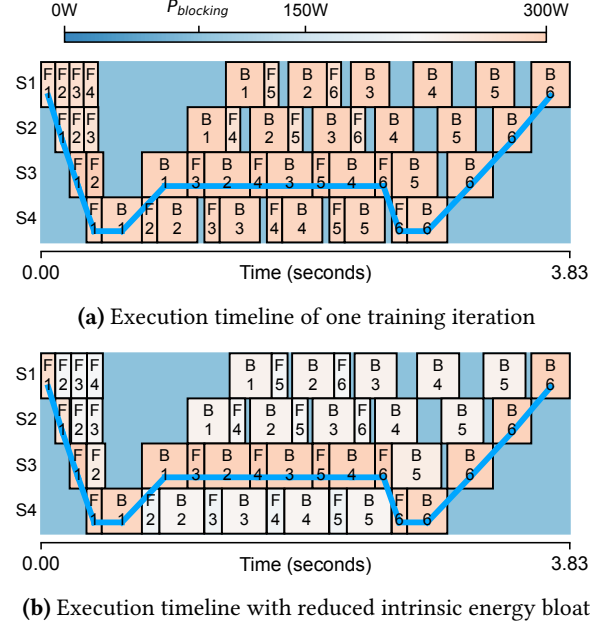 0W P_blocking 150W 300W
S1 F 1 F 2 F 3 F 4 B 1 F 5 B 2 F 6 B 3 B 4 B 5 B 6
S2 F 1 F 2 F 3 B 1 F 4 B 2 F 5 B 3 F 6 B 4 B 5 B 6
S3 F 1 F 2 B 1 F 3 B 2 F 4 B 3 F 5 B 4 F 6 B 5 B 6
S4 F 1 B 1 F 2 B 2 F 3 B 3 F 4 B 4 F 5 B 5 F 6 B 6
0.00 Time (seconds) 3.83
(a) Execution timeline of one training iteration
S1 F 1 F 2 F 3 F 4 B 1 F 5 B 2 F 6 B 3 B 4 B 5 B 6
S2 F 1 F 2 F 3 B 1 F 4 B 2 F 5 B 3 F 6 B 4 B 5 B 6
S3 F 1 F 2 B 1 F 3 B 2 F 4 B 3 F 5 B 4 F 6 B 5 B 6
S4 F 1 B 1 F 2 B 2 F 3 B 3 F 4 B 4 F 5 B 5 F 6 B 6
0.00 Time (seconds) 3.83
(b) Execution timeline with reduced intrinsic energy bloat